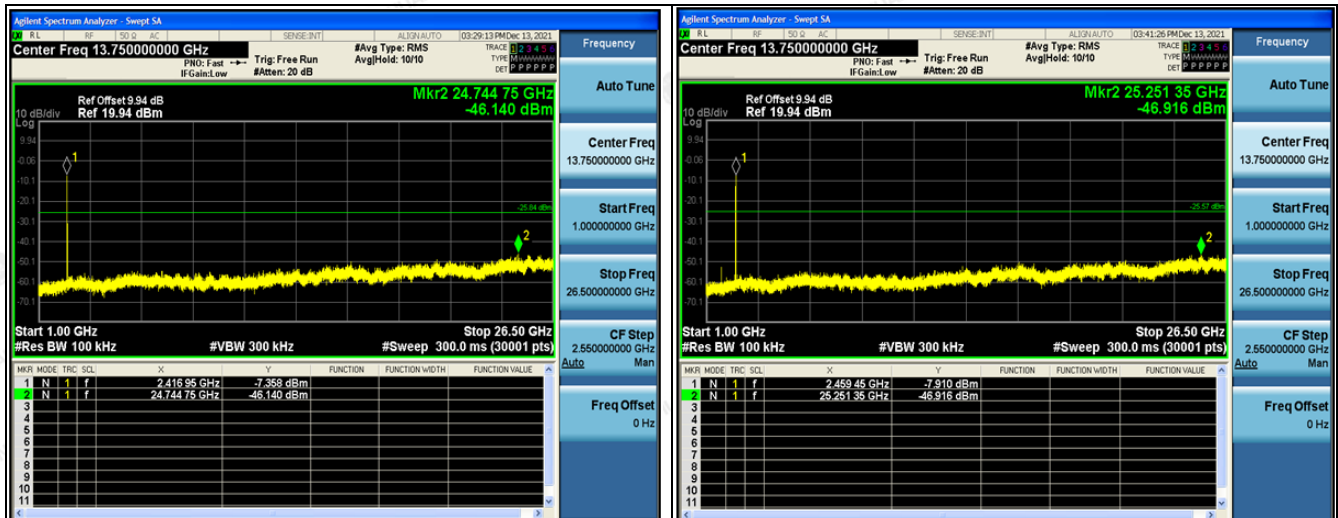 Agilent Spectrum Analyzer - Swept SA
RL RF 50 Ω AC SENSE:INT ALIGN AUTO 03:29:13 PM Dec 13, 2021
Center Freq 13.750000000 GHz
#Avg Type: RMS
TRACE 1 2 3 4 5 6
PNO: Fast Trig: Free Run Avg|Hold: 10/10
TYPE M
IFGain:Low #Atten: 20 dB
DET P P P P P P
Mkr2 24.744 75 GHz
-46.140 dBm
Ref Offset 9.94 dB
10 dB/div Ref 19.94 dBm
Log
9.94
-0.06
-10.1
-20.1
-30.1
-40.1
-50.1
-60.1
-70.1
1
-25.84 dBm
2
Start 1.00 GHz Stop 26.50 GHz
#Res BW 100 kHz #VBW 300 kHz #Sweep 300.0 ms (30001 pts)
MKR MODE TRC SCL X Y FUNCTION FUNCTION WIDTH FUNCTION VALUE
1 N 1 f 2.416 95 GHz -7.358 dBm
2 N 1 f 24.744 75 GHz -46.140 dBm
3
4
5
6
7
8
9
10
11
Frequency
Auto Tune
Center Freq
13.750000000 GHz
Start Freq
1.000000000 GHz
Stop Freq
26.500000000 GHz
CF Step
2.550000000 GHz
Auto Man
Freq Offset
0 Hz
Agilent Spectrum Analyzer - Swept SA
RL RF 50 Ω AC SENSE:INT ALIGN AUTO 03:41:26 PM Dec 13, 2021
Center Freq 13.750000000 GHz
#Avg Type: RMS
TRACE 1 2 3 4 5 6
PNO: Fast Trig: Free Run Avg|Hold: 10/10
TYPE M
IFGain:Low #Atten: 20 dB
DET P P P P P P
Mkr2 25.251 35 GHz
-46.916 dBm
Ref Offset 9.94 dB
10 dB/div Ref 19.94 dBm
Log
9.94
-0.06
-10.1
-20.1
-30.1
-40.1
-50.1
-60.1
-70.1
1
-25.57 dBm
2
Start 1.00 GHz Stop 26.50 GHz
#Res BW 100 kHz #VBW 300 kHz #Sweep 300.0 ms (30001 pts)
MKR MODE TRC SCL X Y FUNCTION FUNCTION WIDTH FUNCTION VALUE
1 N 1 f 2.459 45 GHz -7.910 dBm
2 N 1 f 25.251 35 GHz -46.916 dBm
3
4
5
6
7
8
9
10
11
Frequency
Auto Tune
Center Freq
13.750000000 GHz
Start Freq
1.000000000 GHz
Stop Freq
26.500000000 GHz
CF Step
2.550000000 GHz
Auto Man
Freq Offset
0 Hz